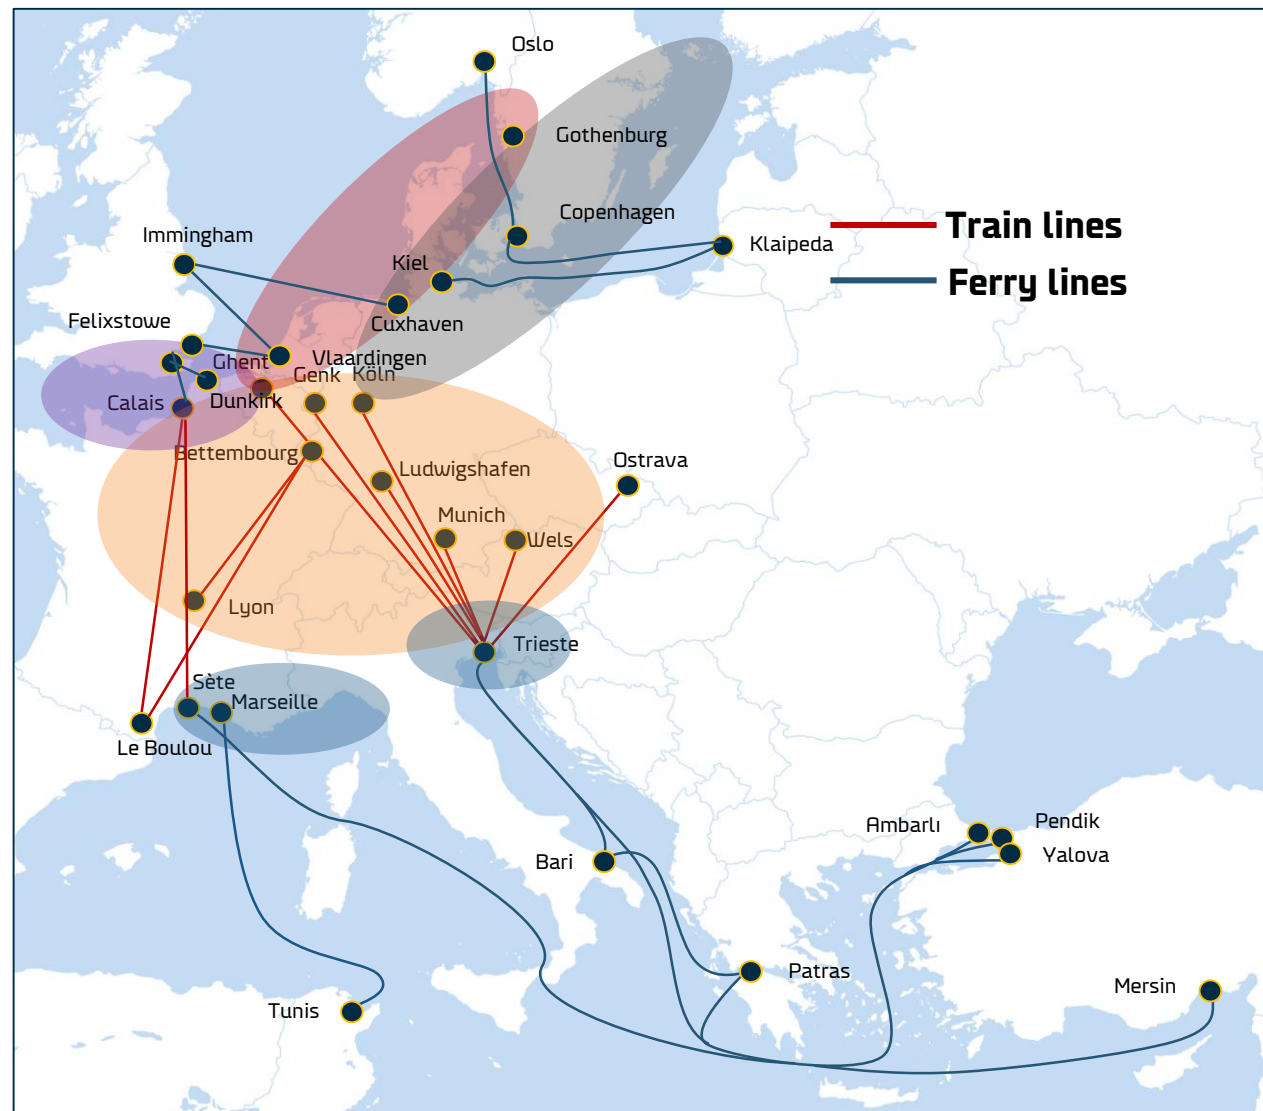 Oslo
Gothenburg
Copenhagen
Train lines
Immingham
Klaipeda
Kiel
Ferry lines
Felixstowe
Cuxhaven
Ghent
Vlaardingen
Genk
Köln
Calais
Dunkirk
Bettembourg
Ludwigshafen
Ostrava
Munich
Wels
Lyon
Trieste
Sète
Marseille
Le Boulou
Ambarlı
Pendik
Bari
Yalova
Patras
Mersin
Tunis